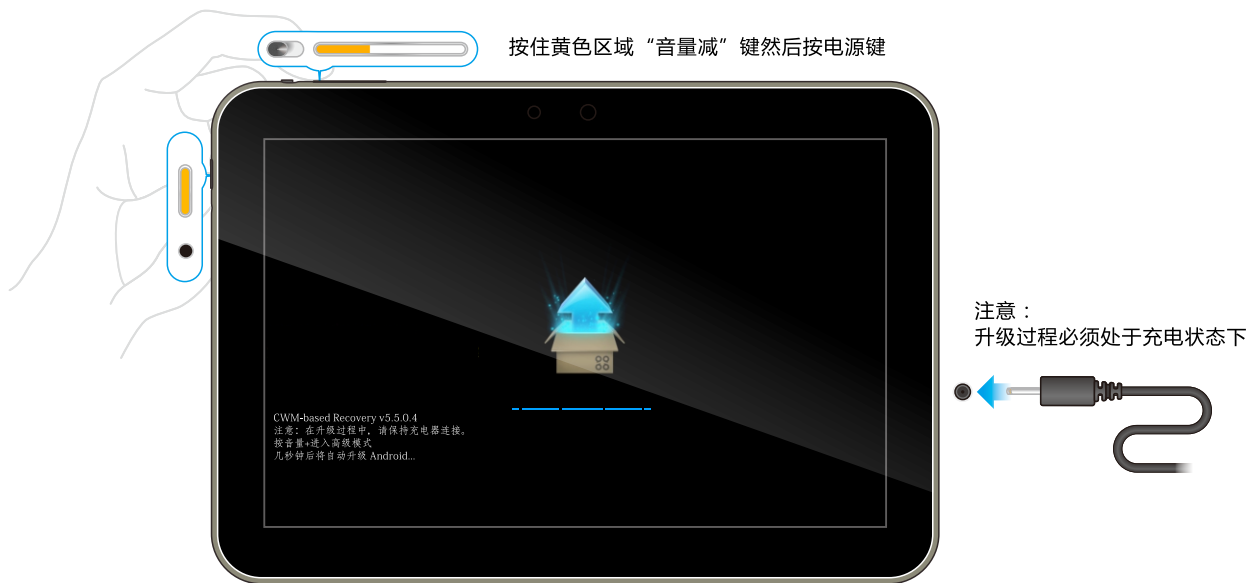 按住黄色区域“音量减”键然后按电源键
注意：
升级过程必须处于充电状态下
CWM-based Recovery v5.5.0.4
注意：在升级过程中，请保持充电器连接。
按音量+进入高级模式
几秒钟后将自动升级 Android...